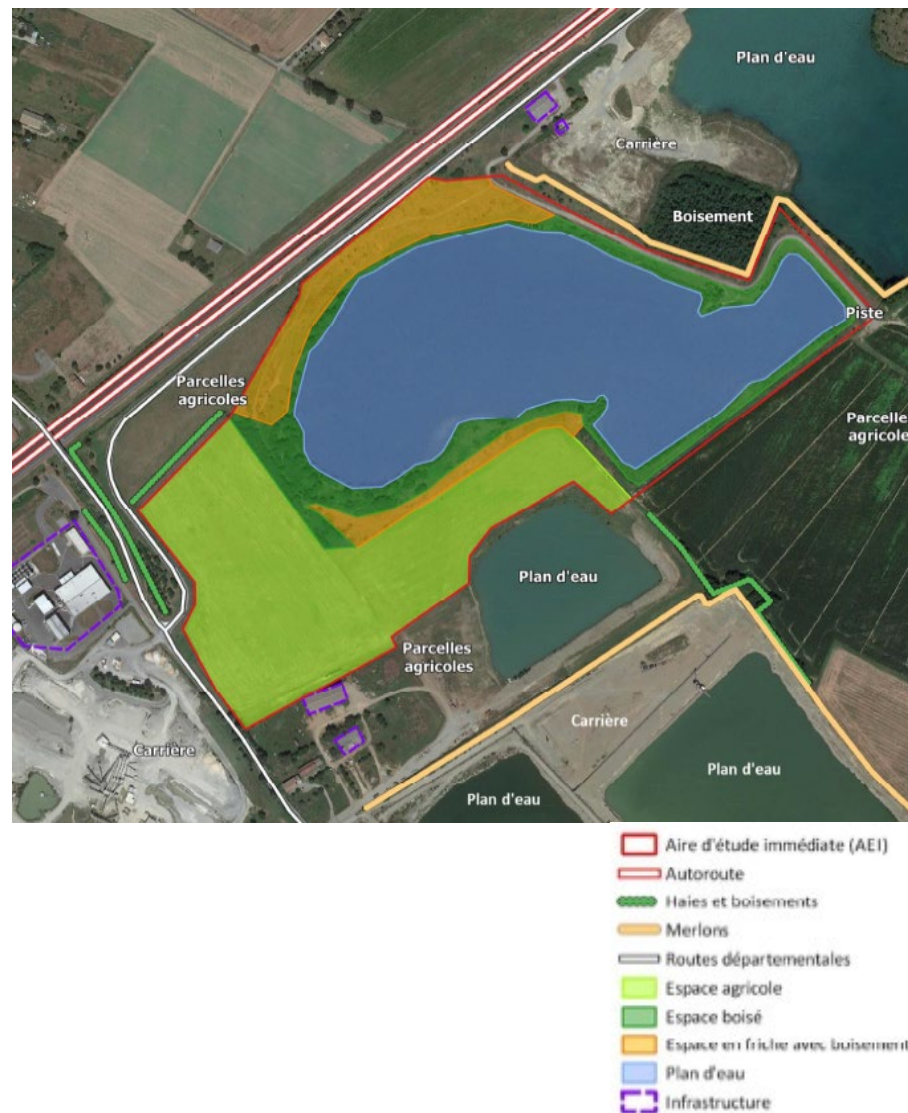 Plan d'eau
Carrière
Boisement
Piste
Parcelles
agricoles
Parcelle
agricole
Plan d'eau
Parcelles
agricoles
Carrière
Carrière
Plan d'eau
Plan d'eau
Aire d'étude immédiate (AEI)
Autoroute
Haies et boisements
Merlons
Routes départementales
Espace agricole
Espace boisé
Espace en friche avec boisement
Plan d'eau
Infrastructure